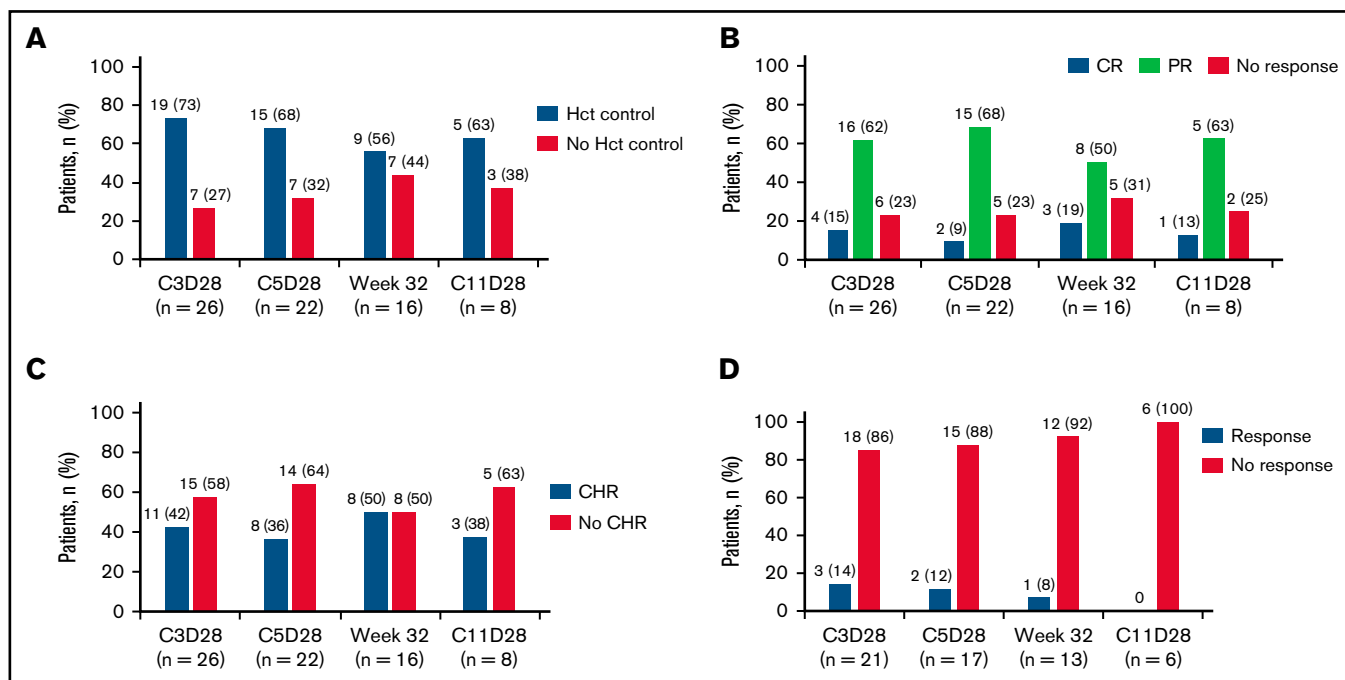 A
Patients, n (%)
100
80
60
40
20
0
19 (73)
7 (27)
15 (68)
7 (32)
9 (56)
7 (44)
5 (63)
3 (38)
Hct control
No Hct control
C3D28
(n = 26)
C5D28
(n = 22)
Week 32
(n = 16)
C11D28
(n = 8)
B
CR PR No response
Patients, n (%)
100
80
60
40
20
0
4 (15)
16 (62)
6 (23)
2 (9)
15 (68)
5 (23)
3 (19)
8 (50)
5 (31)
1 (13)
5 (63)
2 (25)
C3D28
(n = 26)
C5D28
(n = 22)
Week 32
(n = 16)
C11D28
(n = 8)
C
Patients, n (%)
100
80
60
40
20
0
11 (42)
15 (58)
8 (36)
14 (64)
8 (50)
8 (50)
3 (38)
5 (63)
CHR
No CHR
C3D28
(n = 26)
C5D28
(n = 22)
Week 32
(n = 16)
C11D28
(n = 8)
D
Patients, n (%)
100
80
60
40
20
0
3 (14)
18 (86)
2 (12)
15 (88)
1 (8)
12 (92)
0
6 (100)
Response
No response
C3D28
(n = 21)
C5D28
(n = 17)
Week 32
(n = 13)
C11D28
(n = 6)